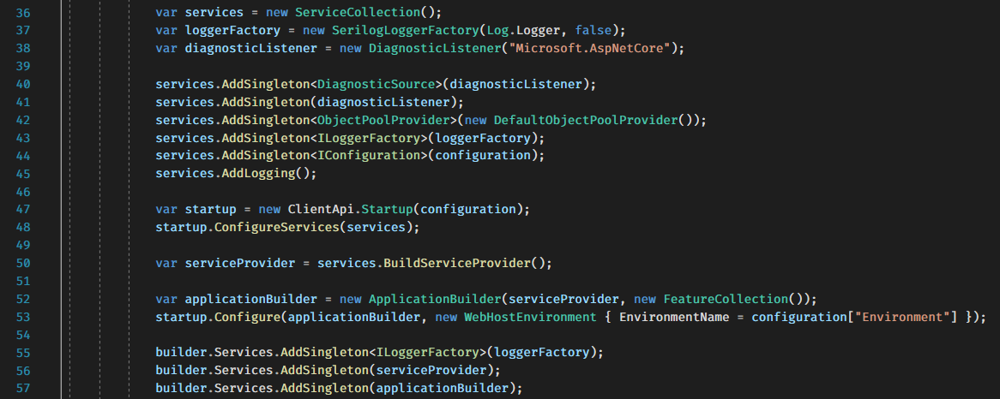 36 var services = new ServiceCollection();
37 var loggerFactory = new SerilogLoggerFactory(Log.Logger, false);
38 var diagnosticListener = new DiagnosticListener("Microsoft.AspNetCore");
39
40 services.AddSingleton<DiagnosticSource>(diagnosticListener);
41 services.AddSingleton(diagnosticListener);
42 services.AddSingleton<ObjectPoolProvider>(new DefaultObjectPoolProvider());
43 services.AddSingleton<ILoggerFactory>(loggerFactory);
44 services.AddSingleton<IConfiguration>(configuration);
45 services.AddLogging();
46
47 var startup = new ClientApi.Startup(configuration);
48 startup.ConfigureServices(services);
49
50 var serviceProvider = services.BuildServiceProvider();
51
52 var applicationBuilder = new ApplicationBuilder(serviceProvider, new FeatureCollection());
53 startup.Configure(applicationBuilder, new WebHostEnvironment { EnvironmentName = configuration["Environment"] });
54
55 builder.Services.AddSingleton<ILoggerFactory>(loggerFactory);
56 builder.Services.AddSingleton(serviceProvider);
57 builder.Services.AddSingleton(applicationBuilder);